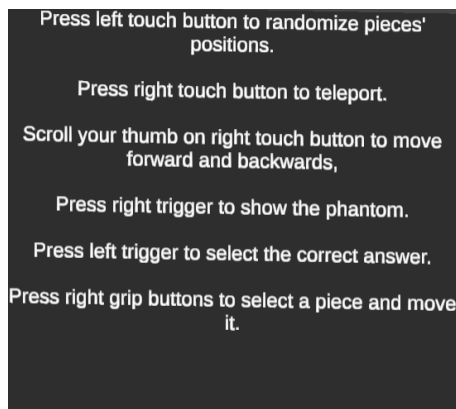 Press left touch button to randomize pieces'
positions.
Press right touch button to teleport.
Scroll your thumb on right touch button to move
forward and backwards,
Press right trigger to show the phantom.
Press left trigger to select the correct answer.
Press right grip buttons to select a piece and move
it.